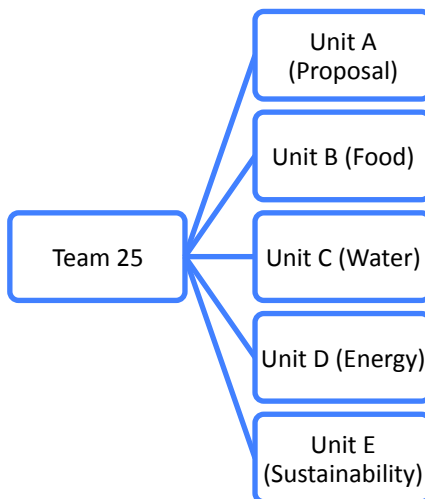 Unit A
(Proposal)
Unit B (Food)
Team 25
Unit C (Water)
Unit D (Energy)
Unit E
(Sustainability)